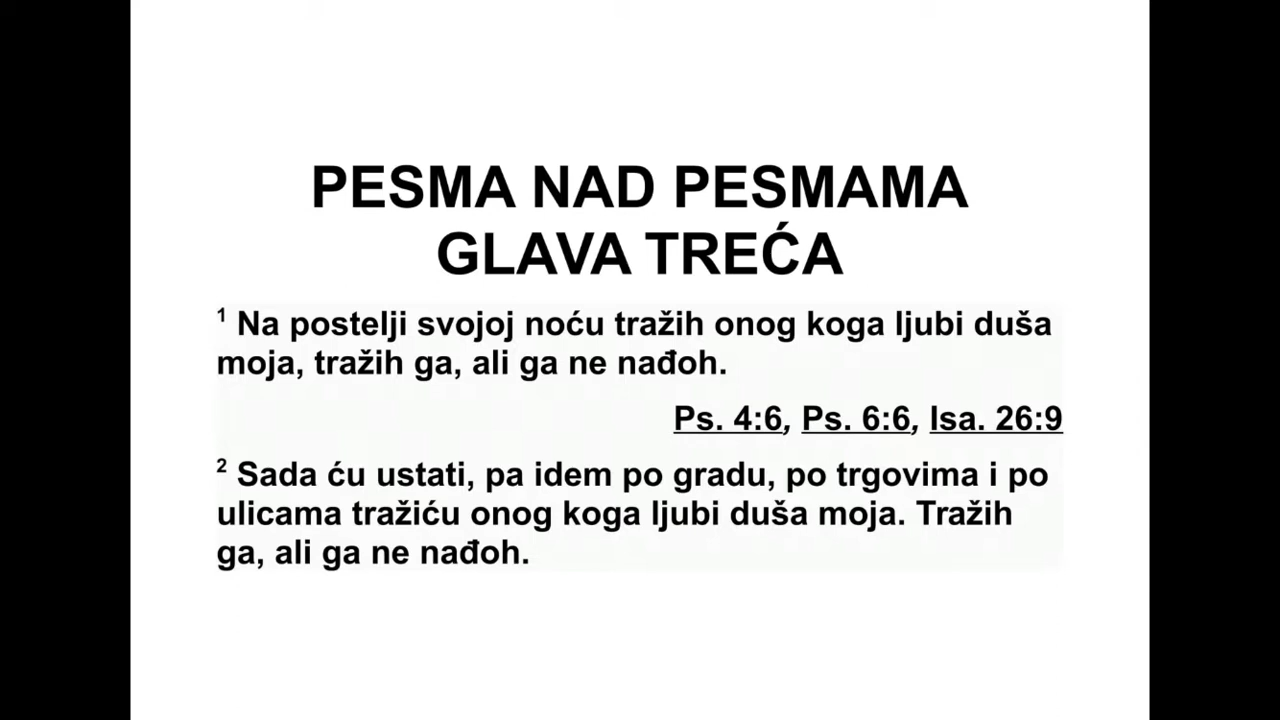 PESMA NAD PESMAMA
GLAVA TREĆA
1 Na postelji svojoj noću tražih onog koga ljubi duša
moja, tražih ga, ali ga ne nađoh.
Ps. 4:6, Ps. 6:6, Isa. 26:9
2 Sada ću ustati, pa idem po gradu, po trgovima i po
ulicama tražiću onog koga ljubi duša moja. Tražih
ga, ali ga ne nađoh.